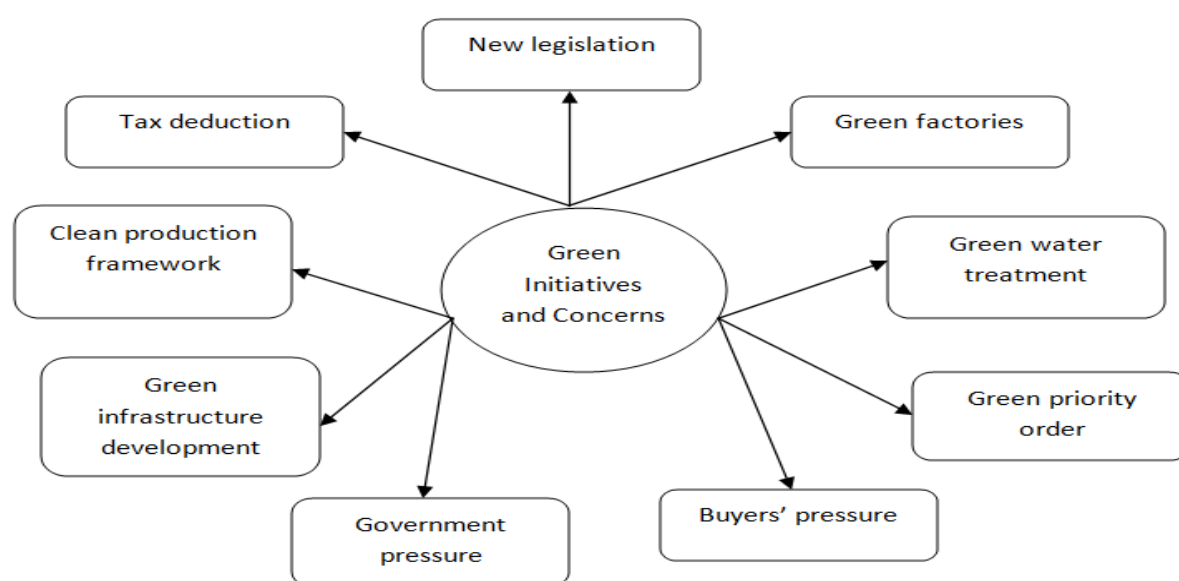 New legislation
Tax deduction
Green factories
Clean production
framework
Green
Initiatives
and Concerns
Green water
treatment
Green
infrastructure
development
Green priority
order
Government
pressure
Buyers’ pressure